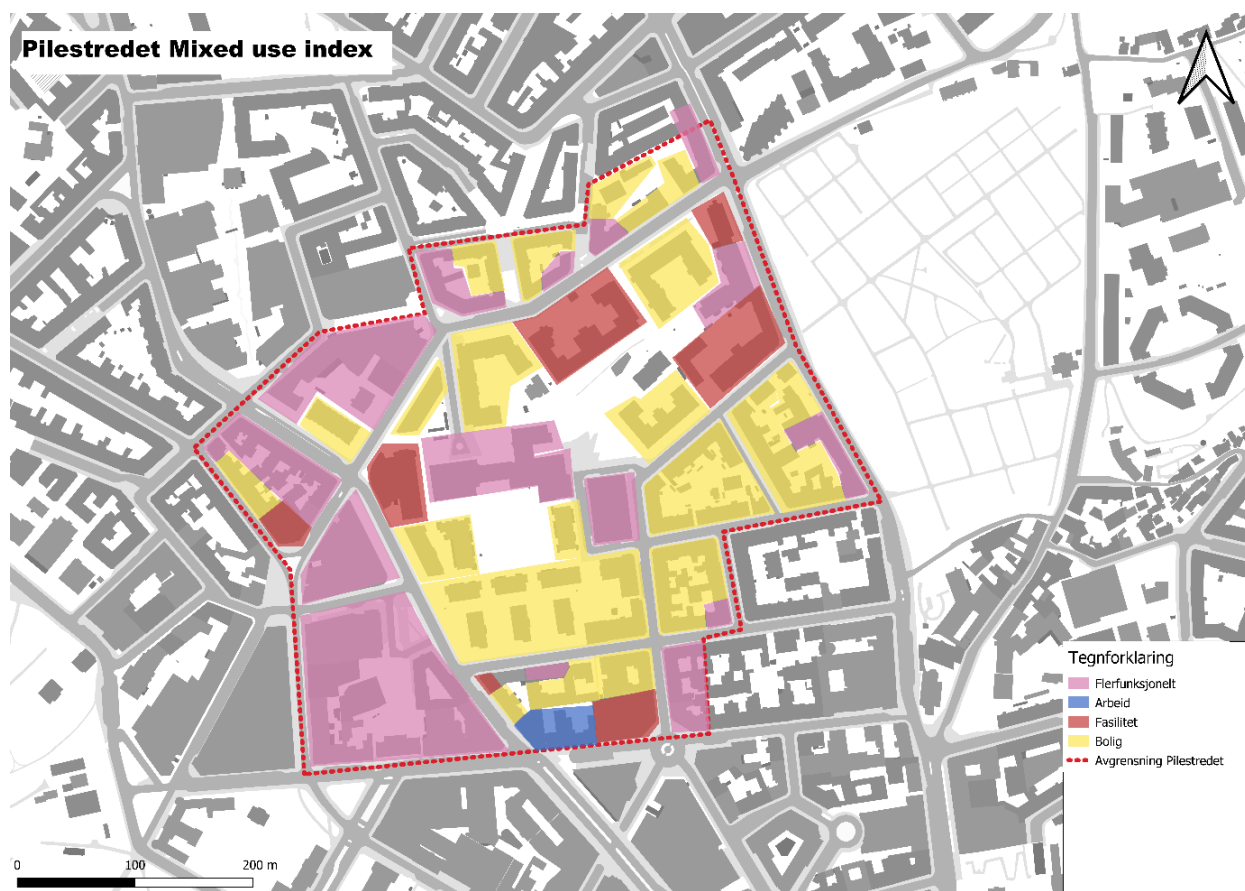 Pilestredet Mixed use index
Tegnforklaring
Flerfunksjonelt
Arbeid
Fasilitet
Bolig
Avgrensning Pilestredet
0 100 200 m